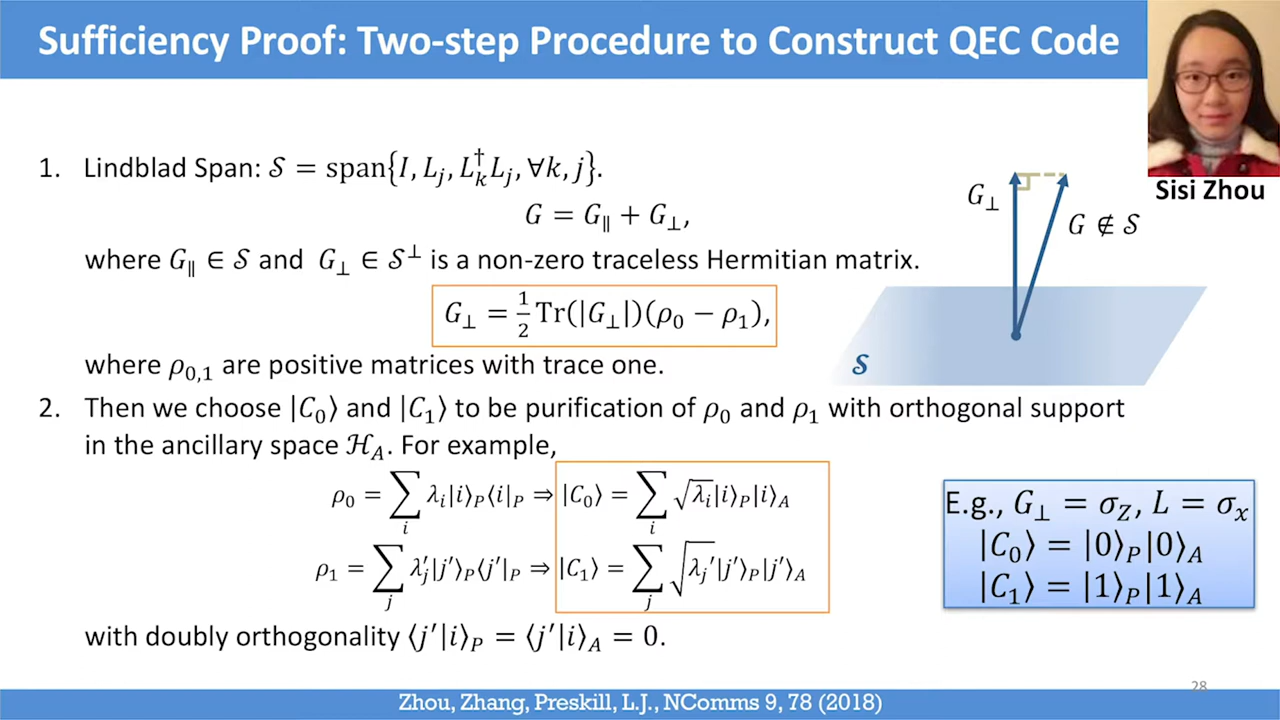 Sufficiency Proof: Two-step Procedure to Construct QEC Code
Sisi Zhou
1. Lindblad Span: 𝒮 = span{I, L_j, L_k^† L_j, ∀k, j}.
G = G_∥ + G_⊥,
where G_∥ ∈ 𝒮 and G_⊥ ∈ 𝒮^⊥ is a non-zero traceless Hermitian matrix.
G_⊥ = 1/2 Tr(|G_⊥|)(ρ_0 − ρ_1),
where ρ_{0,1} are positive matrices with trace one.
G_⊥
G ∉ 𝒮
𝒮
2. Then we choose |C_0⟩ and |C_1⟩ to be purification of ρ_0 and ρ_1 with orthogonal support
in the ancillary space ℋ_A. For example,
ρ_0 = ∑_i λ_i|i⟩_P⟨i|_P ⇒ |C_0⟩ = ∑_i √λ_i|i⟩_P|i⟩_A
ρ_1 = ∑_j λ′_j|j′⟩_P⟨j′|_P ⇒ |C_1⟩ = ∑_j √λ_j′|j′⟩_P|j′⟩_A
with doubly orthogonality ⟨j′|i⟩_P = ⟨j′|i⟩_A = 0.
E.g., G_⊥ = σ_Z, L = σ_x
|C_0⟩ = |0⟩_P|0⟩_A
|C_1⟩ = |1⟩_P|1⟩_A
28
Zhou, Zhang, Preskill, L.J., NComms 9, 78 (2018)